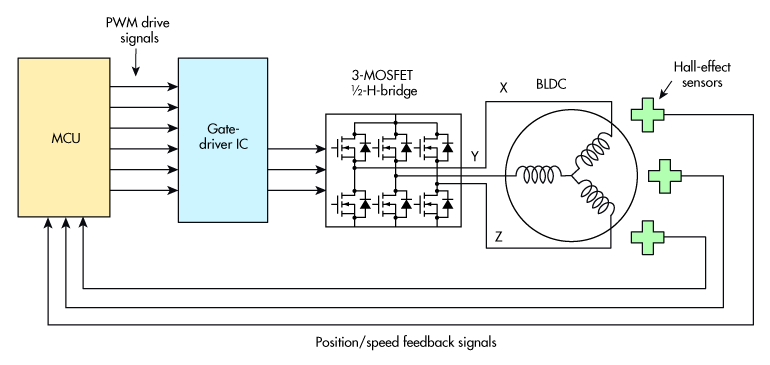 PWM drive
signals
MCU
Gate-
driver IC
3-MOSFET
½-H-bridge
X
BLDC
Y
Z
Hall-effect
sensors
Position/speed feedback signals